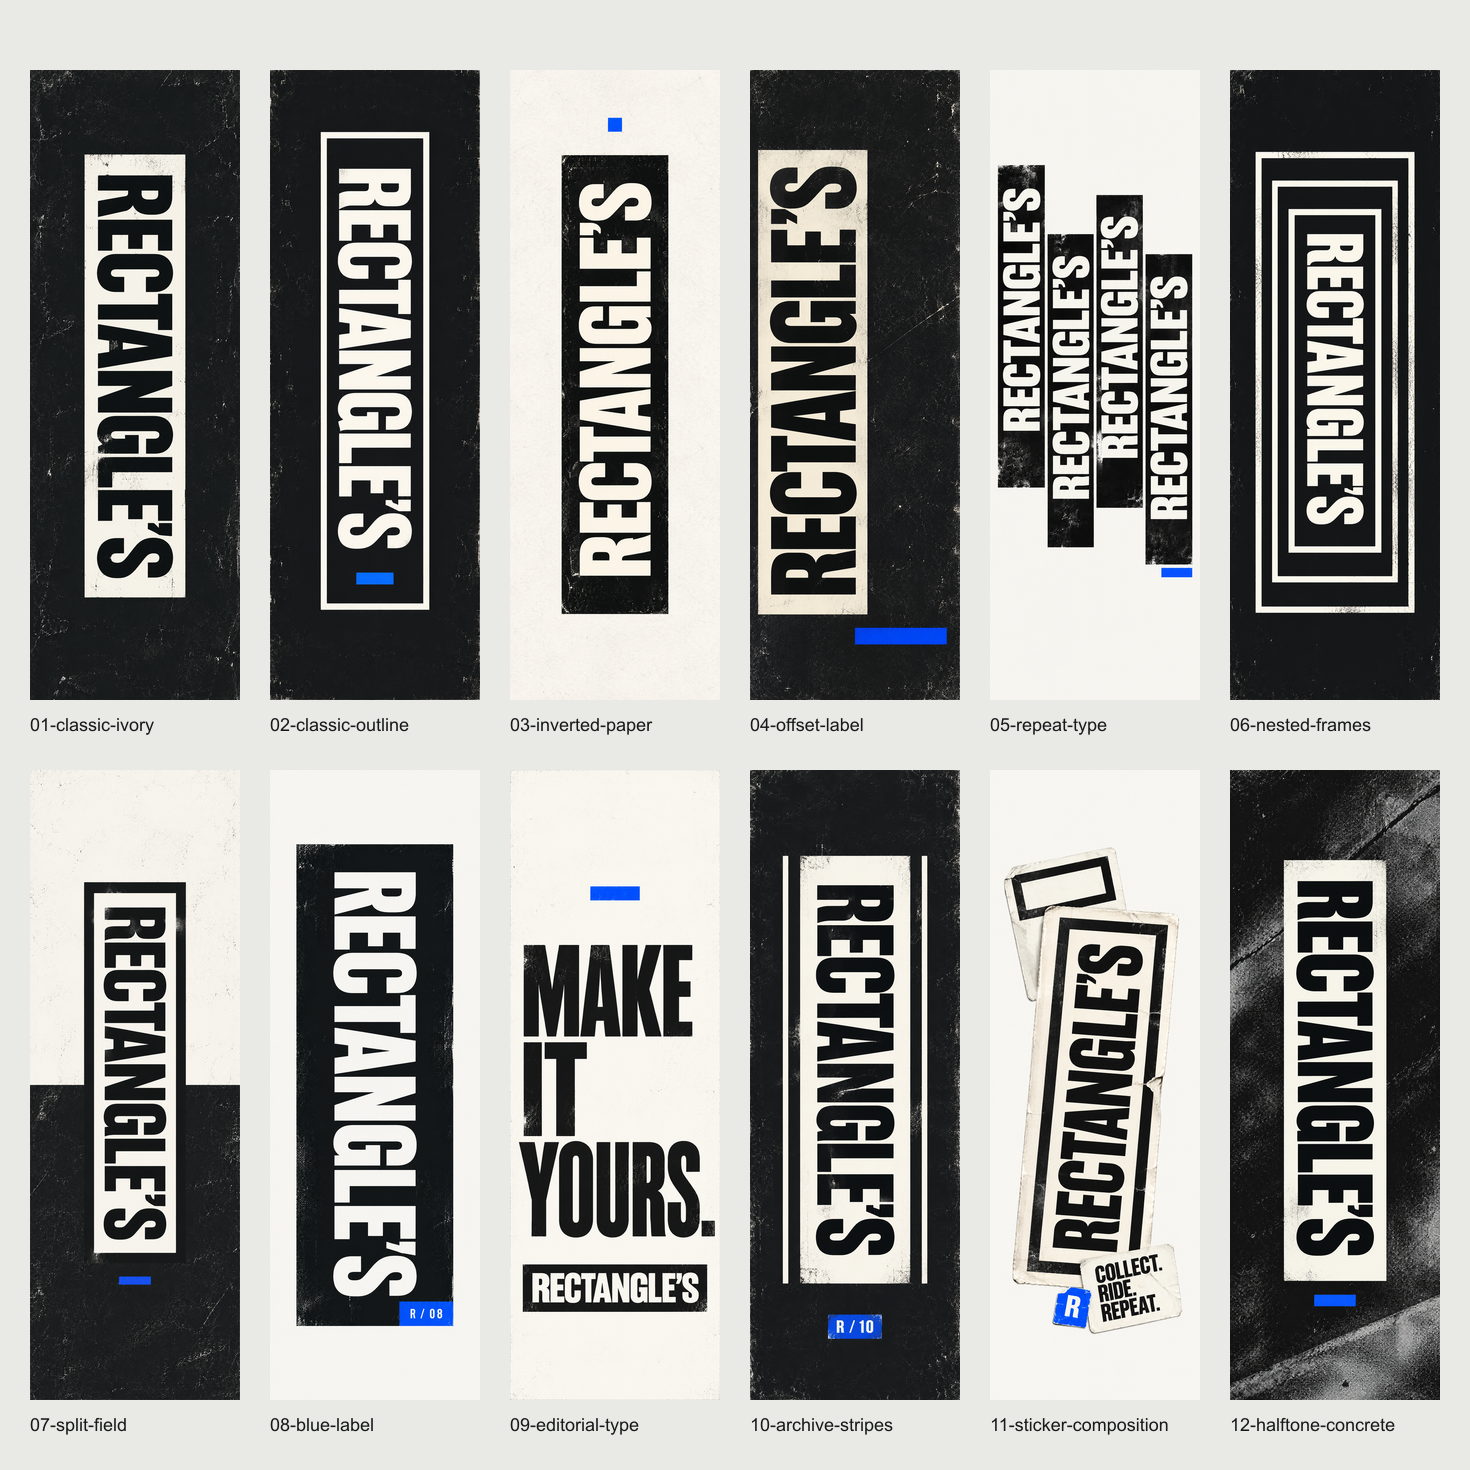 RECTANGLE'S
RECTANGLE'S
RECTANGLE'S
RECTANGLE'S
RECTANGLE'S
RECTANGLE'S
RECTANGLE'S
RECTANGLE'S
RECTANGLE'S
01-classic-ivory
02-classic-outline
03-inverted-paper
04-offset-label
05-repeat-type
06-nested-frames
RECTANGLE'S
RECTANGLE'S
R / 08
MAKE
IT
YOURS.
RECTANGLE'S
RECTANGLE'S
R / 10
RECTANGLE'S
COLLECT.
RIDE.
REPEAT.
R
RECTANGLE'S
07-split-field
08-blue-label
09-editorial-type
10-archive-stripes
11-sticker-composition
12-halftone-concrete